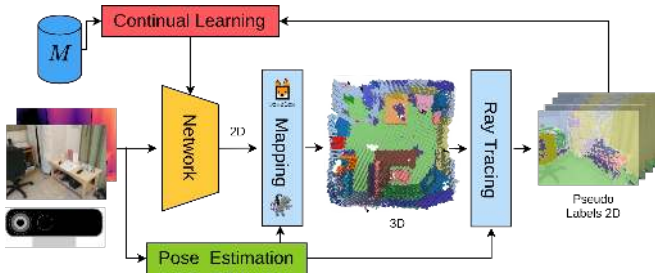 Continual Learning
M
Network
2D
Mapping
3D
Ray Tracing
Pseudo
Labels 2D
Pose Estimation